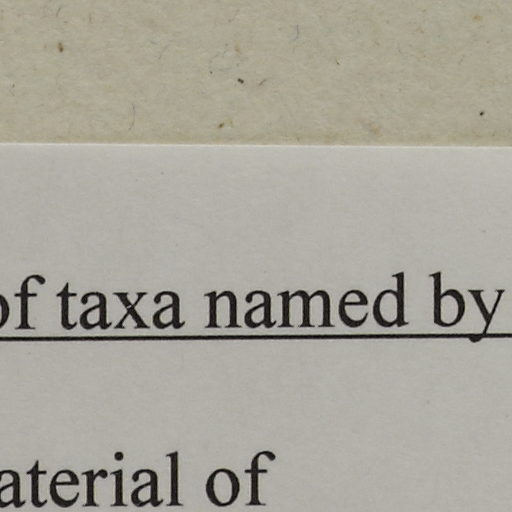 of taxa named by
aterial of